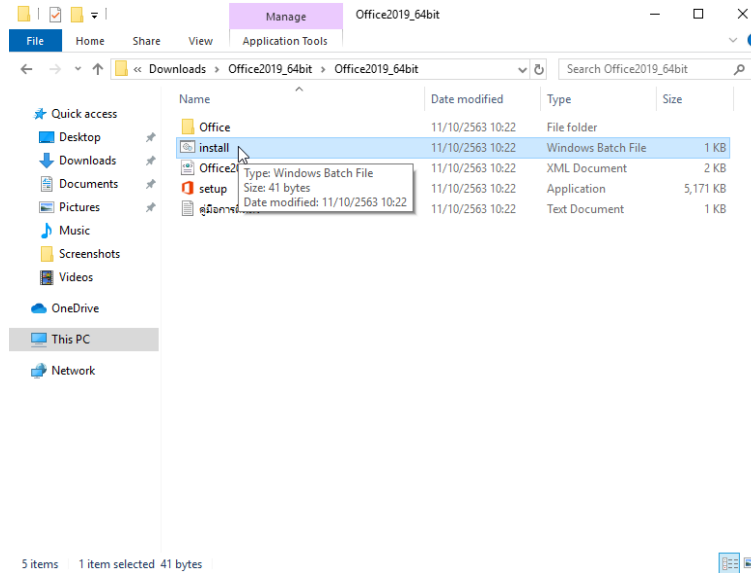 Manage
Office2019_64bit
File Home Share View Application Tools
« Downloads › Office2019_64bit › Office2019_64bit
Search Office2019_64bit
Name Date modified Type Size
Quick access
Desktop
Downloads
Documents
Pictures
Music
Screenshots
Videos
OneDrive
This PC
Network
Office 11/10/2563 10:22 File folder
install 11/10/2563 10:22 Windows Batch File 1 KB
11/10/2563 10:22 XML Document 2 KB
setup 11/10/2563 10:22 Application 5,171 KB
11/10/2563 10:22 Text Document 1 KB
Type: Windows Batch File
Size: 41 bytes
Date modified: 11/10/2563 10:22
5 items 1 item selected 41 bytes